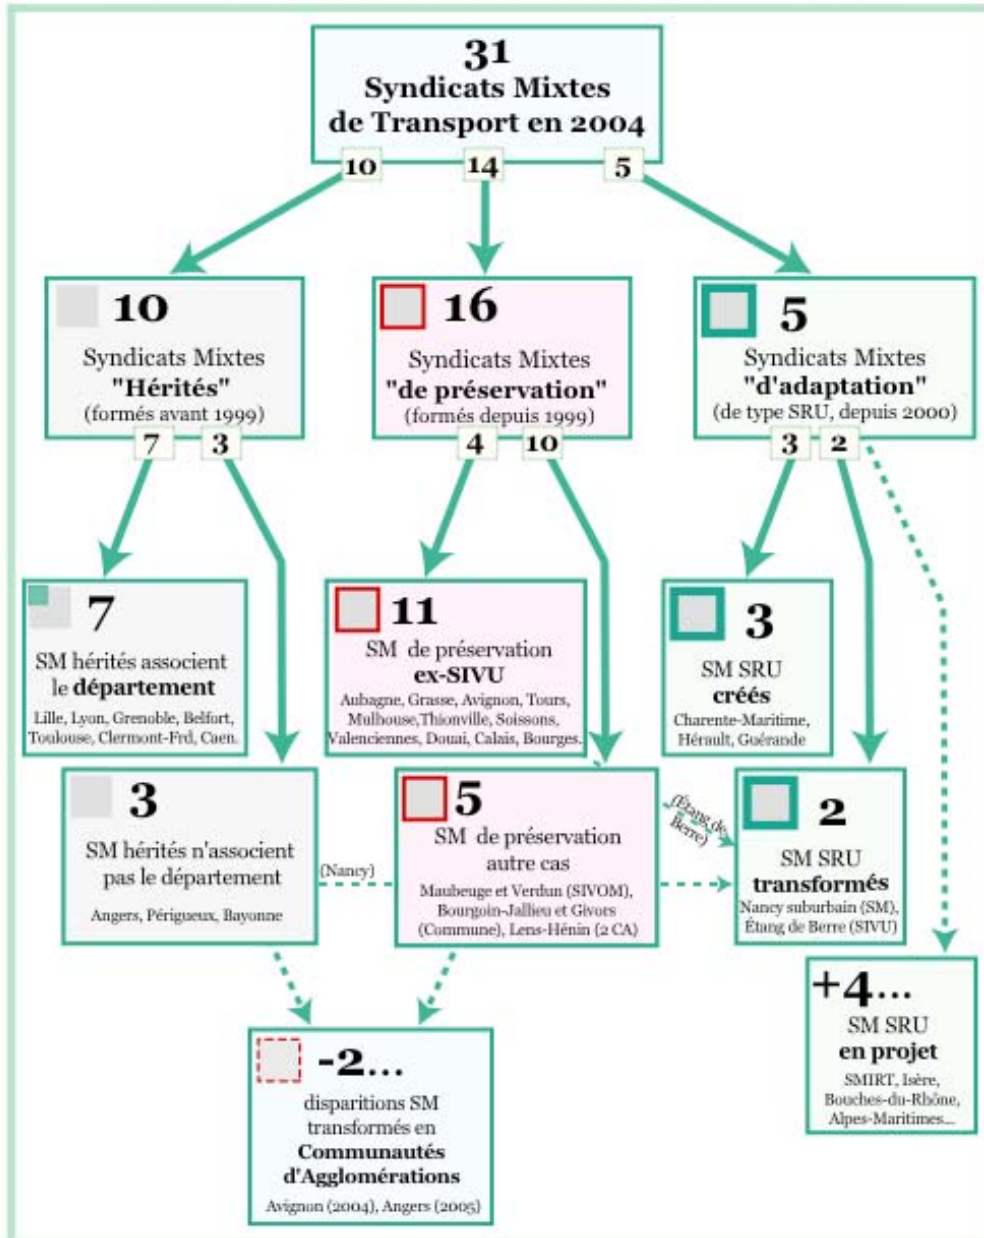 31
Syndicats Mixtes
de Transport en 2004
10
14
5
10
Syndicats Mixtes
"Hérités"
(formés avant 1999)
7
3
16
Syndicats Mixtes
"de préservation"
(formés depuis 1999)
4
10
5
Syndicats Mixtes
"d'adaptation"
(de type SRU, depuis 2000)
3
2
7
SM hérités associent
le département
Lille, Lyon, Grenoble, Belfort,
Toulouse, Clermont-Frd, Caen.
11
SM de préservation
ex-SIVU
Aubagne, Grasse, Avignon, Tours,
Mulhouse,Thionville, Soissons,
Valenciennes, Douai, Calais, Bourges.
3
SM SRU
créés
Charente-Maritime,
Hérault, Guérande
3
SM hérités n'associent
pas le département
Angers, Périgueux, Bayonne
(Nancy)
5
SM de préservation
autre cas
Maubeuge et Verdun (SIVOM),
Bourgoin-Jallieu et Givors
(Commune), Lens-Hénin (2 CA)
(Étang de
Berre)
2
SM SRU
transformés
Nancy suburbain (SM),
Étang de Berre (SIVU)
-2...
disparitions SM
transformés en
Communautés
d'Agglomérations
Avignon (2004), Angers (2005)
+4...
SM SRU
en projet
SMIRT, Isère,
Bouches-du-Rhône,
Alpes-Maritimes...